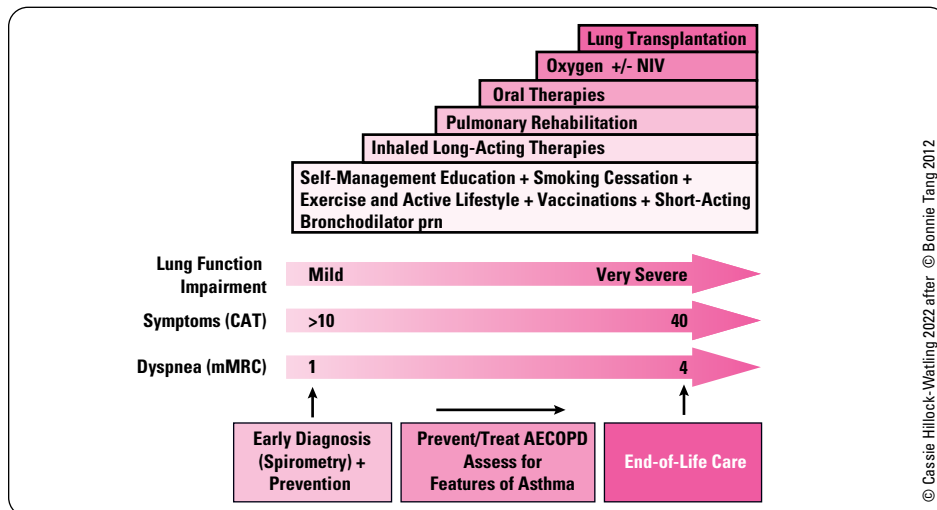 Lung Transplantation
Oxygen +/- NIV
Oral Therapies
Pulmonary Rehabilitation
Inhaled Long-Acting Therapies
Self-Management Education + Smoking Cessation +
Exercise and Active Lifestyle + Vaccinations + Short-Acting
Bronchodilator prn
Lung Function
Impairment
Mild
Very Severe
Symptoms (CAT)
>10
40
Dyspnea (mMRC)
1
4
Early Diagnosis
(Spirometry) +
Prevention
Prevent/Treat AECOPD
Assess for
Features of Asthma
End-of-Life Care
© Cassie Hillock-Watling 2022 after © Bonnie Tang 2012